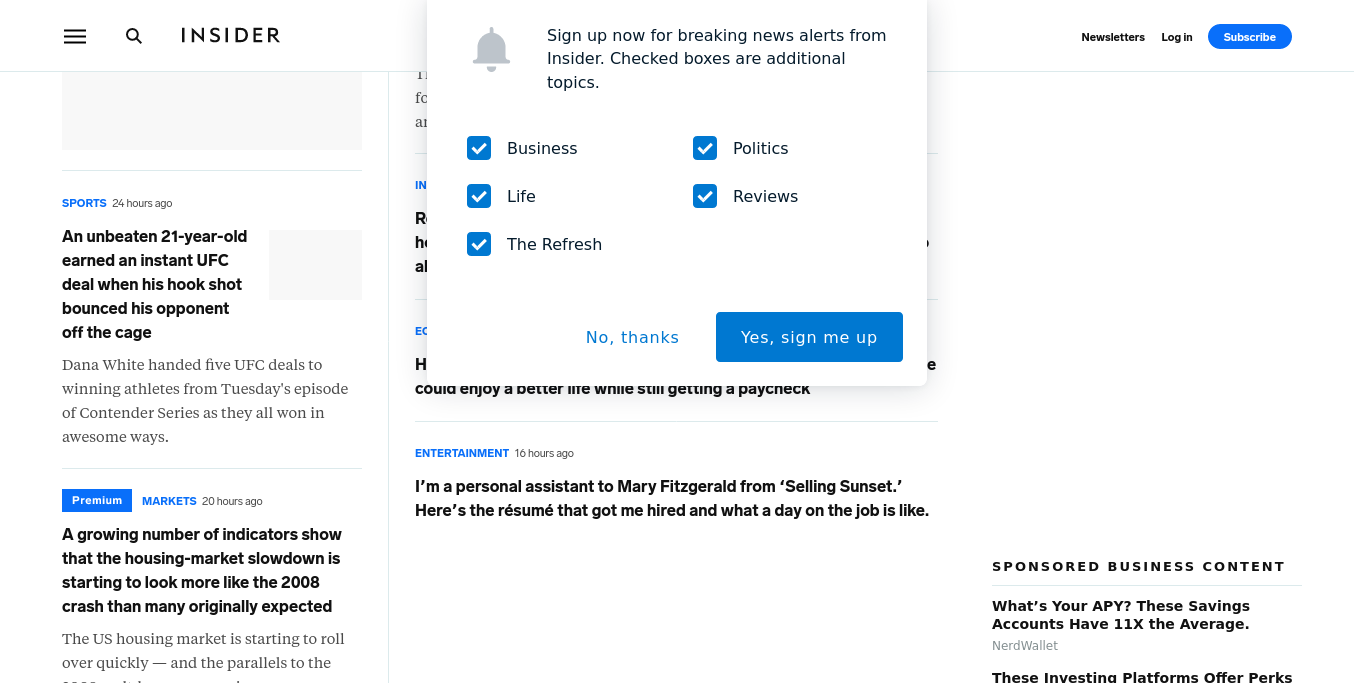 INSIDER
Newsletters
Log in
Subscribe
Sign up now for breaking news alerts from
Insider. Checked boxes are additional
topics.
Business
Politics
Life
Reviews
The Refresh
No, thanks
Yes, sign me up
SPORTS 24 hours ago
An unbeaten 21-year-old
earned an instant UFC
deal when his hook shot
bounced his opponent
off the cage
Dana White handed five UFC deals to
winning athletes from Tuesday's episode
of Contender Series as they all won in
awesome ways.
Premium MARKETS 20 hours ago
A growing number of indicators show
that the housing-market slowdown is
starting to look more like the 2008
crash than many originally expected
The US housing market is starting to roll
over quickly — and the parallels to the
could enjoy a better life while still getting a paycheck
ENTERTAINMENT 16 hours ago
I’m a personal assistant to Mary Fitzgerald from ‘Selling Sunset.’
Here’s the résumé that got me hired and what a day on the job is like.
SPONSORED BUSINESS CONTENT
What’s Your APY? These Savings
Accounts Have 11X the Average.
NerdWallet
These Investing Platforms Offer Perks